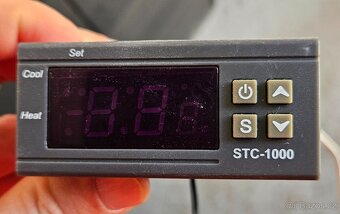 Set
Cool
Heat
S
STC-1000